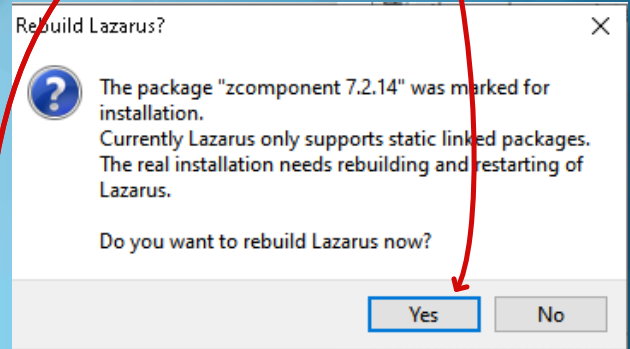 Rebuild Lazarus?
The package "zcomponent 7.2.14" was marked for
installation.
Currently Lazarus only supports static linked packages.
The real installation needs rebuilding and restarting of
Lazarus.
Do you want to rebuild Lazarus now?
Yes
No